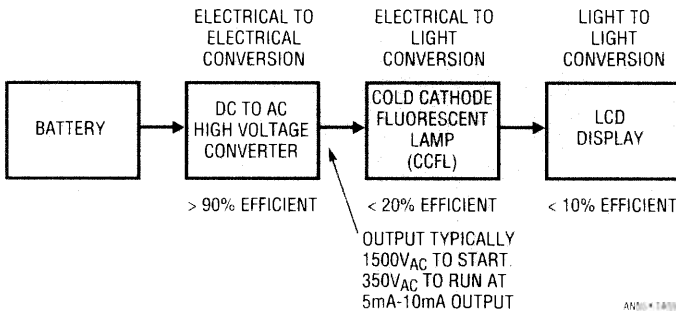 ELECTRICAL TO
ELECTRICAL
CONVERSION
ELECTRICAL TO
LIGHT
CONVERSION
LIGHT TO
LIGHT
CONVERSION
BATTERY
DC TO AC
HIGH VOLTAGE
CONVERTER
COLD CATHODE
FLUORESCENT
LAMP
(CCFL)
LCD
DISPLAY
> 90% EFFICIENT
< 20% EFFICIENT
< 10% EFFICIENT
OUTPUT TYPICALLY
1500VAC TO START.
350VAC TO RUN AT
5mA-10mA OUTPUT